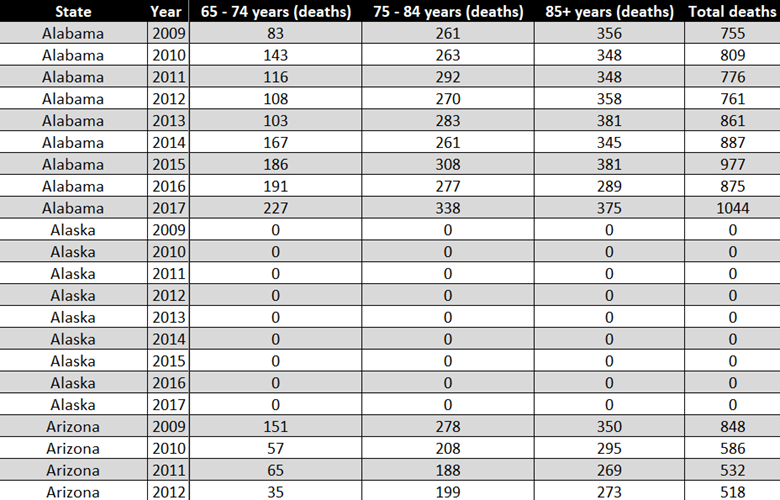 State Year 65 - 74 years (deaths) 75 - 84 years (deaths) 85+ years (deaths) Total deaths
Alabama 2009 83 261 356 755
Alabama 2010 143 263 348 809
Alabama 2011 116 292 348 776
Alabama 2012 108 270 358 761
Alabama 2013 103 283 381 861
Alabama 2014 167 261 345 887
Alabama 2015 186 308 381 977
Alabama 2016 191 277 289 875
Alabama 2017 227 338 375 1044
Alaska 2009 0 0 0 0
Alaska 2010 0 0 0 0
Alaska 2011 0 0 0 0
Alaska 2012 0 0 0 0
Alaska 2013 0 0 0 0
Alaska 2014 0 0 0 0
Alaska 2015 0 0 0 0
Alaska 2016 0 0 0 0
Alaska 2017 0 0 0 0
Arizona 2009 151 278 350 848
Arizona 2010 57 208 295 586
Arizona 2011 65 188 269 532
Arizona 2012 35 199 273 518